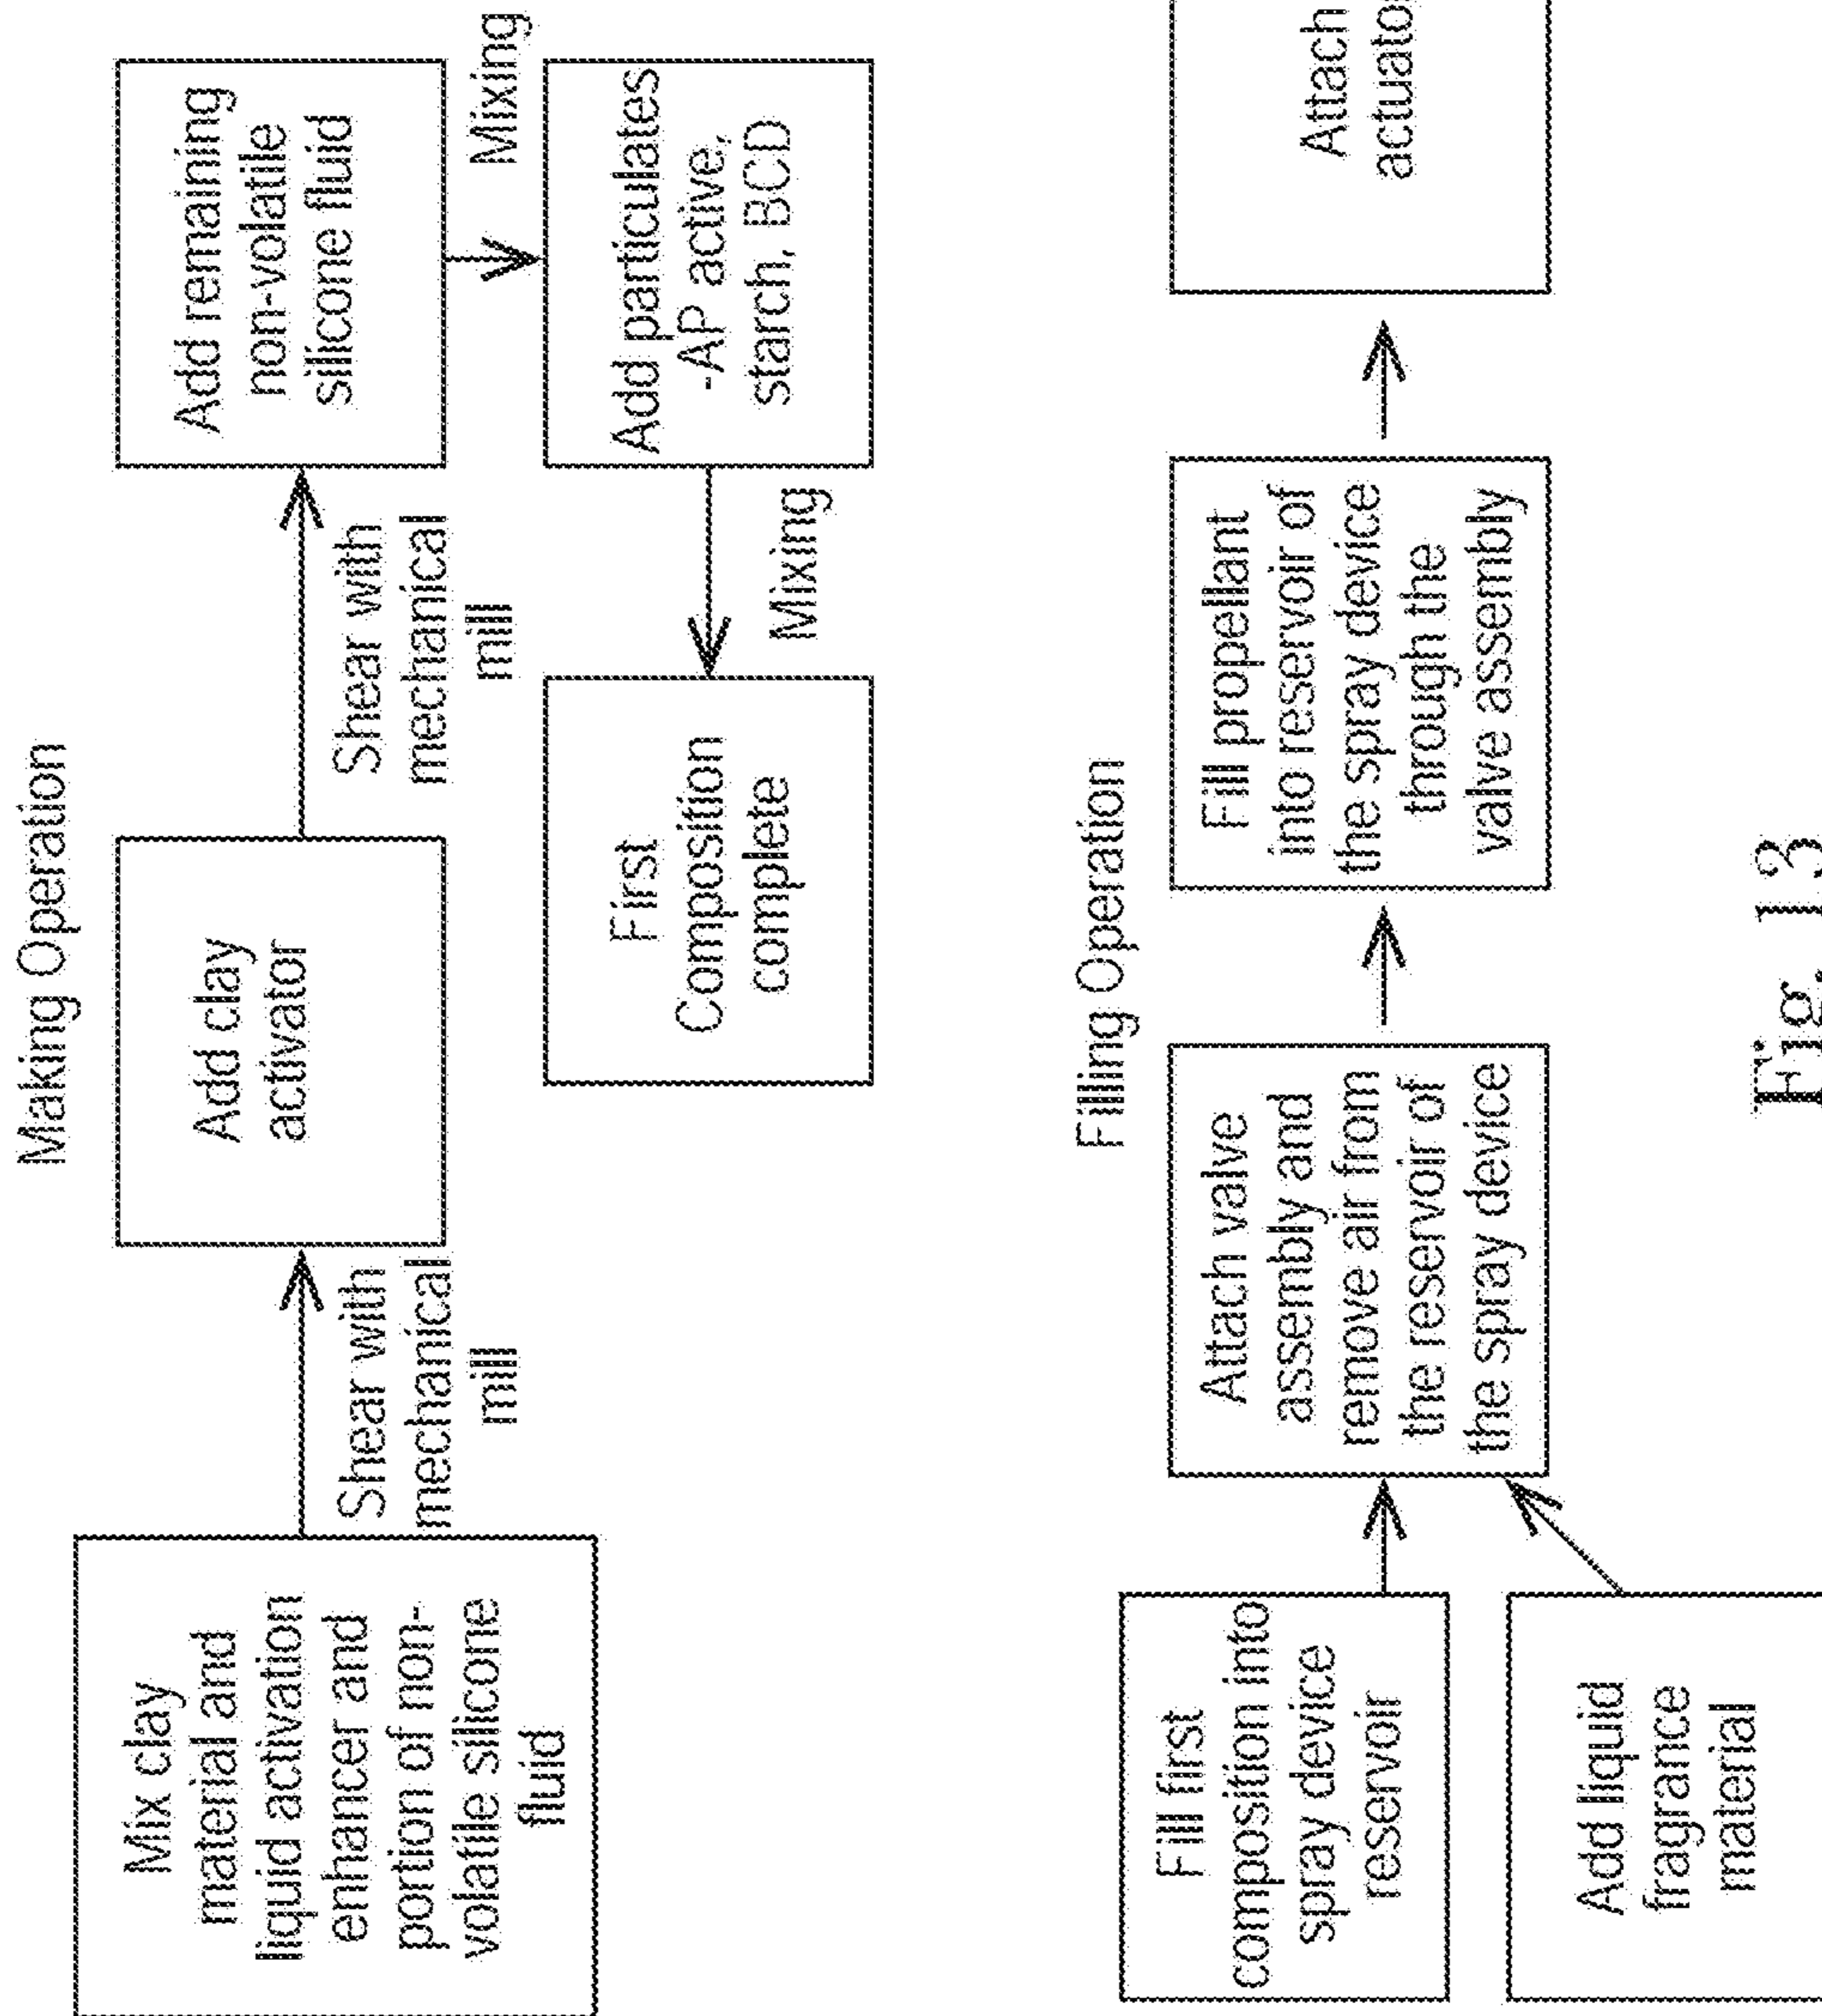 Making Operation
Mix clay
material and
liquid activation
enhancer and
portion of non-
volatile silicone
fluid
Shear with
mechanical
mill
Add clay
activator
Shear with
mechanical
mill
Add remaining
non-volatile
silicone fluid
Mixing
Add particulates
-AP active,
starch, BCD
Mixing
First
Composition
complete
Filling Operation
Fill first
composition into
spray device
reservoir
Add liquid
fragrance
material
Attach valve
assembly and
remove air from
the reservoir of
the spray device
Fill propellant
into reservoir of
the spray device
through the
valve assembly
Attach
actuator
Fig. 13